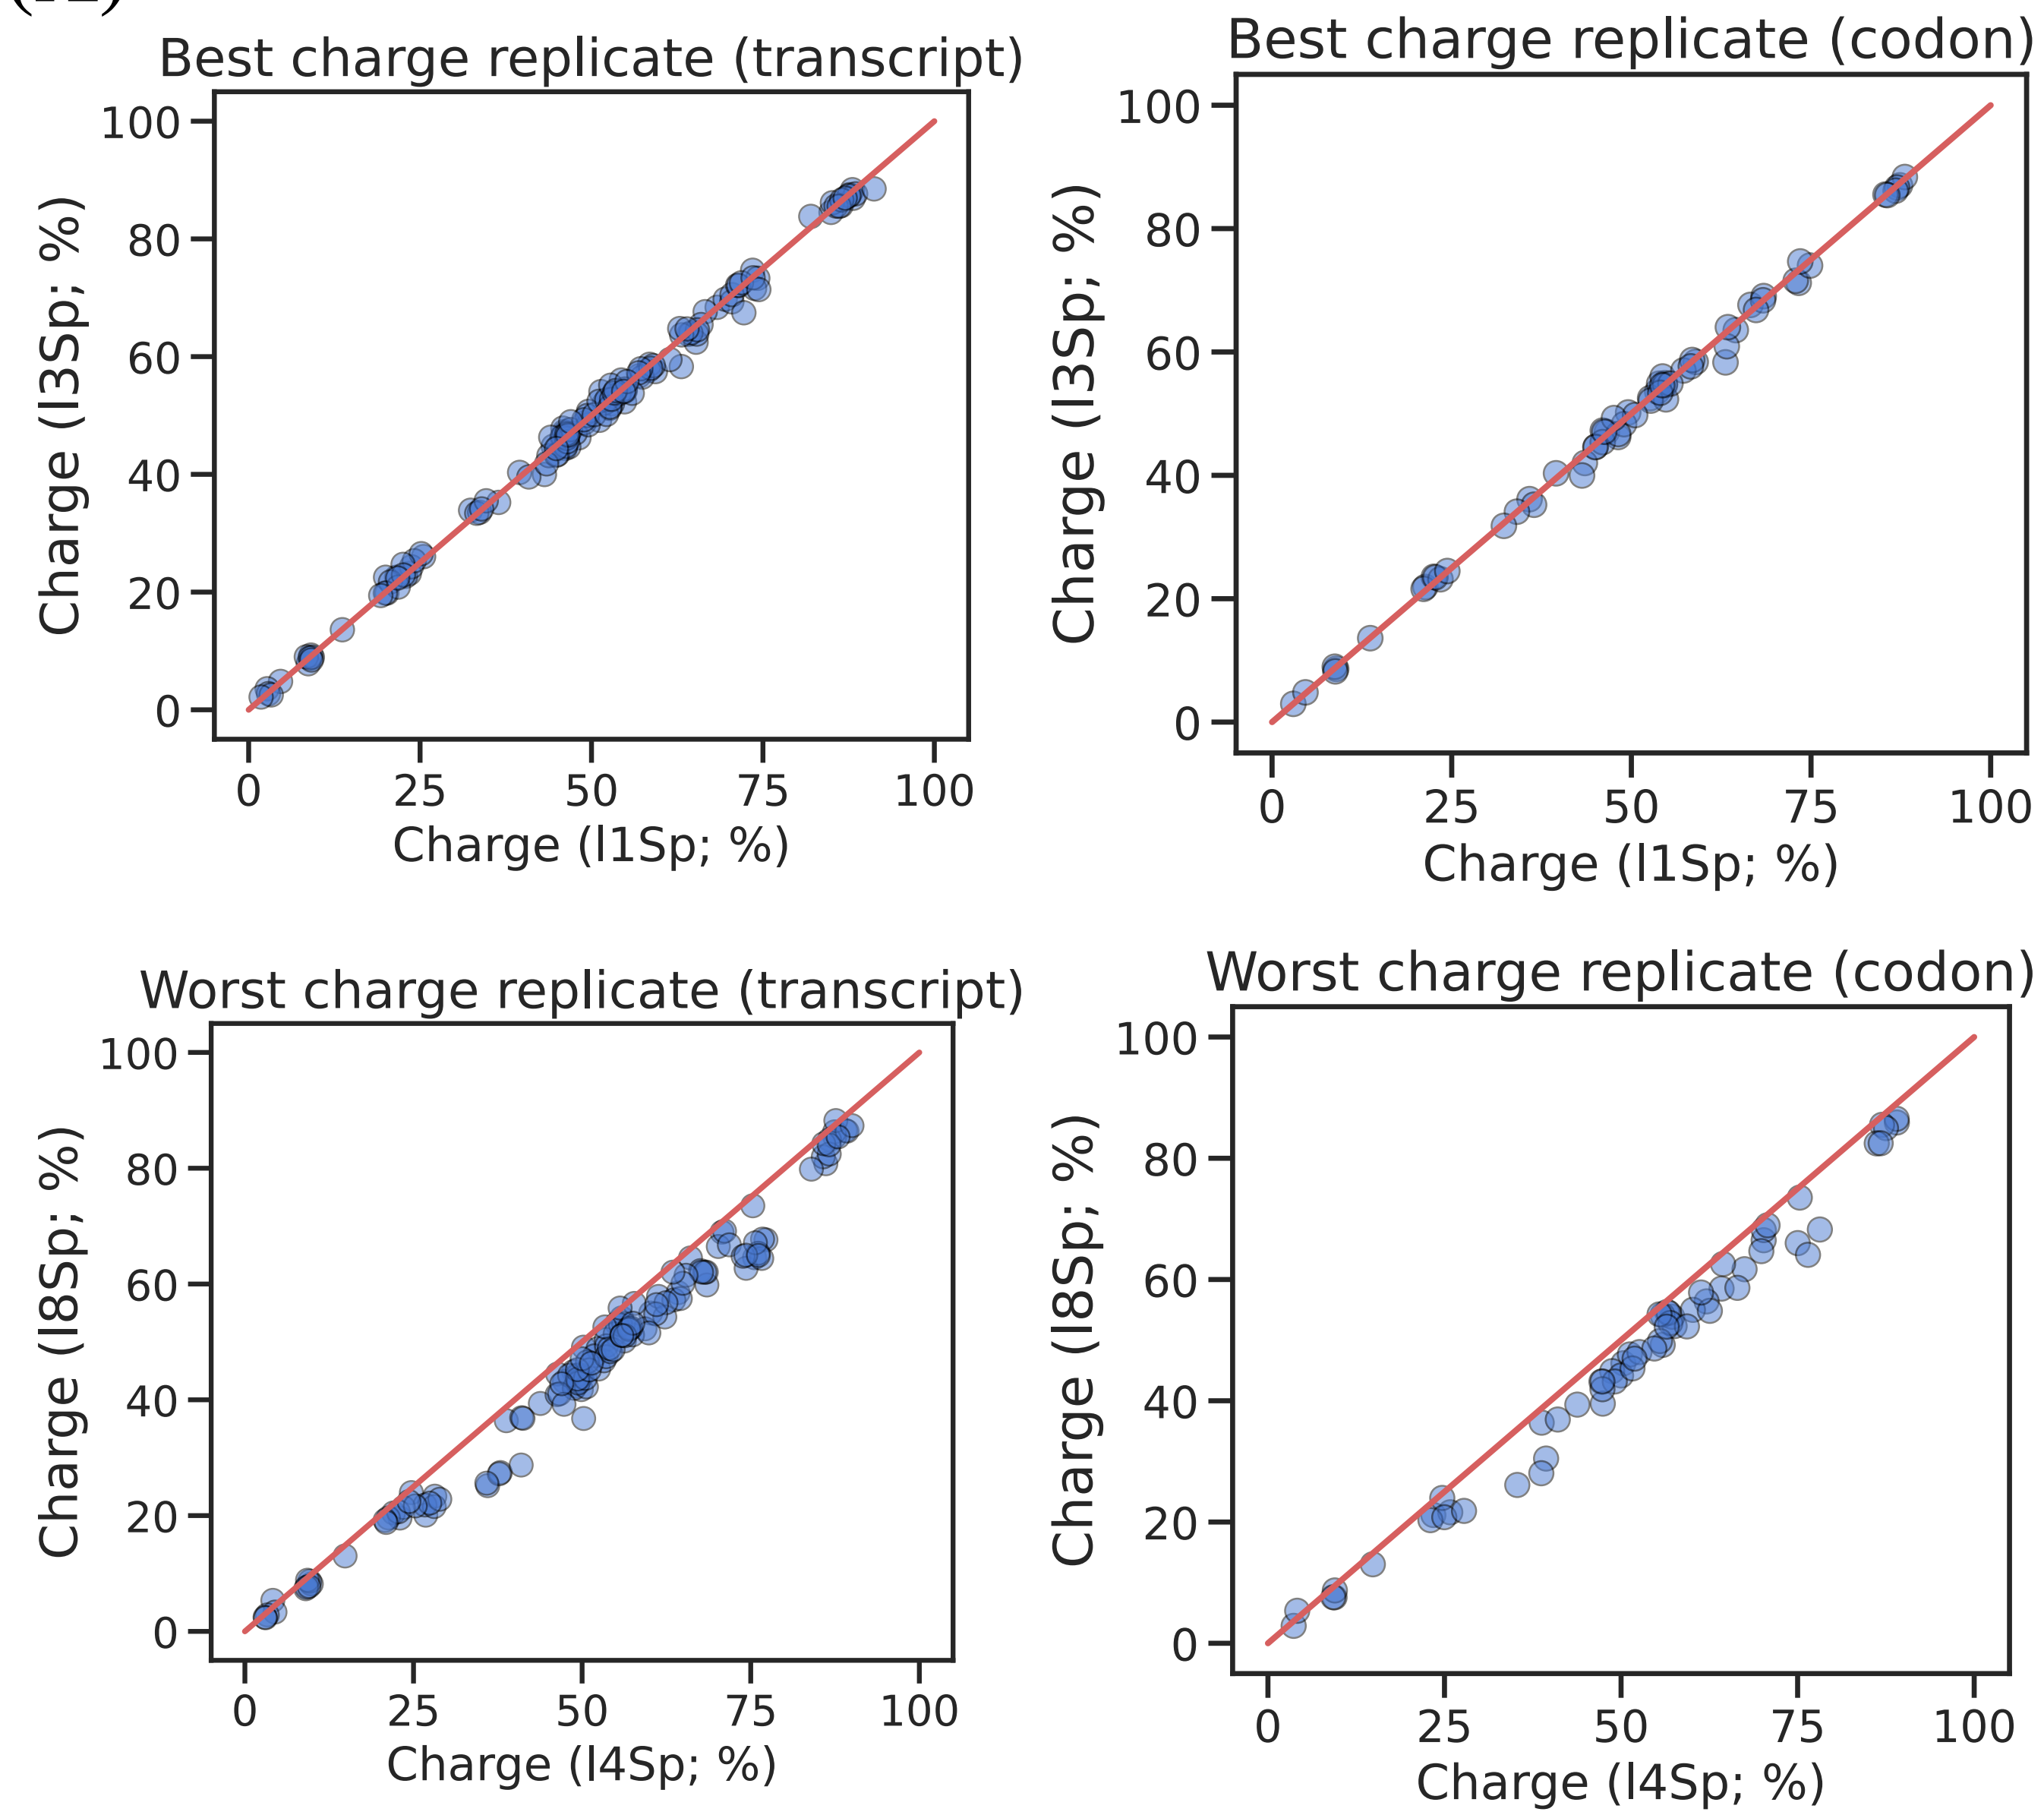 Best charge replicate (transcript)
100
80
60
40
20
0
Charge (l3Sp; %)
0 25 50 75 100
Charge (l1Sp; %)
Best charge replicate (codon)
100
80
60
40
20
0
Charge (l3Sp; %)
0 25 50 75 100
Charge (l1Sp; %)
Worst charge replicate (transcript)
100
80
60
40
20
0
Charge (l8Sp; %)
0 25 50 75 100
Charge (l4Sp; %)
Worst charge replicate (codon)
100
80
60
40
20
0
Charge (l8Sp; %)
0 25 50 75 100
Charge (l4Sp; %)